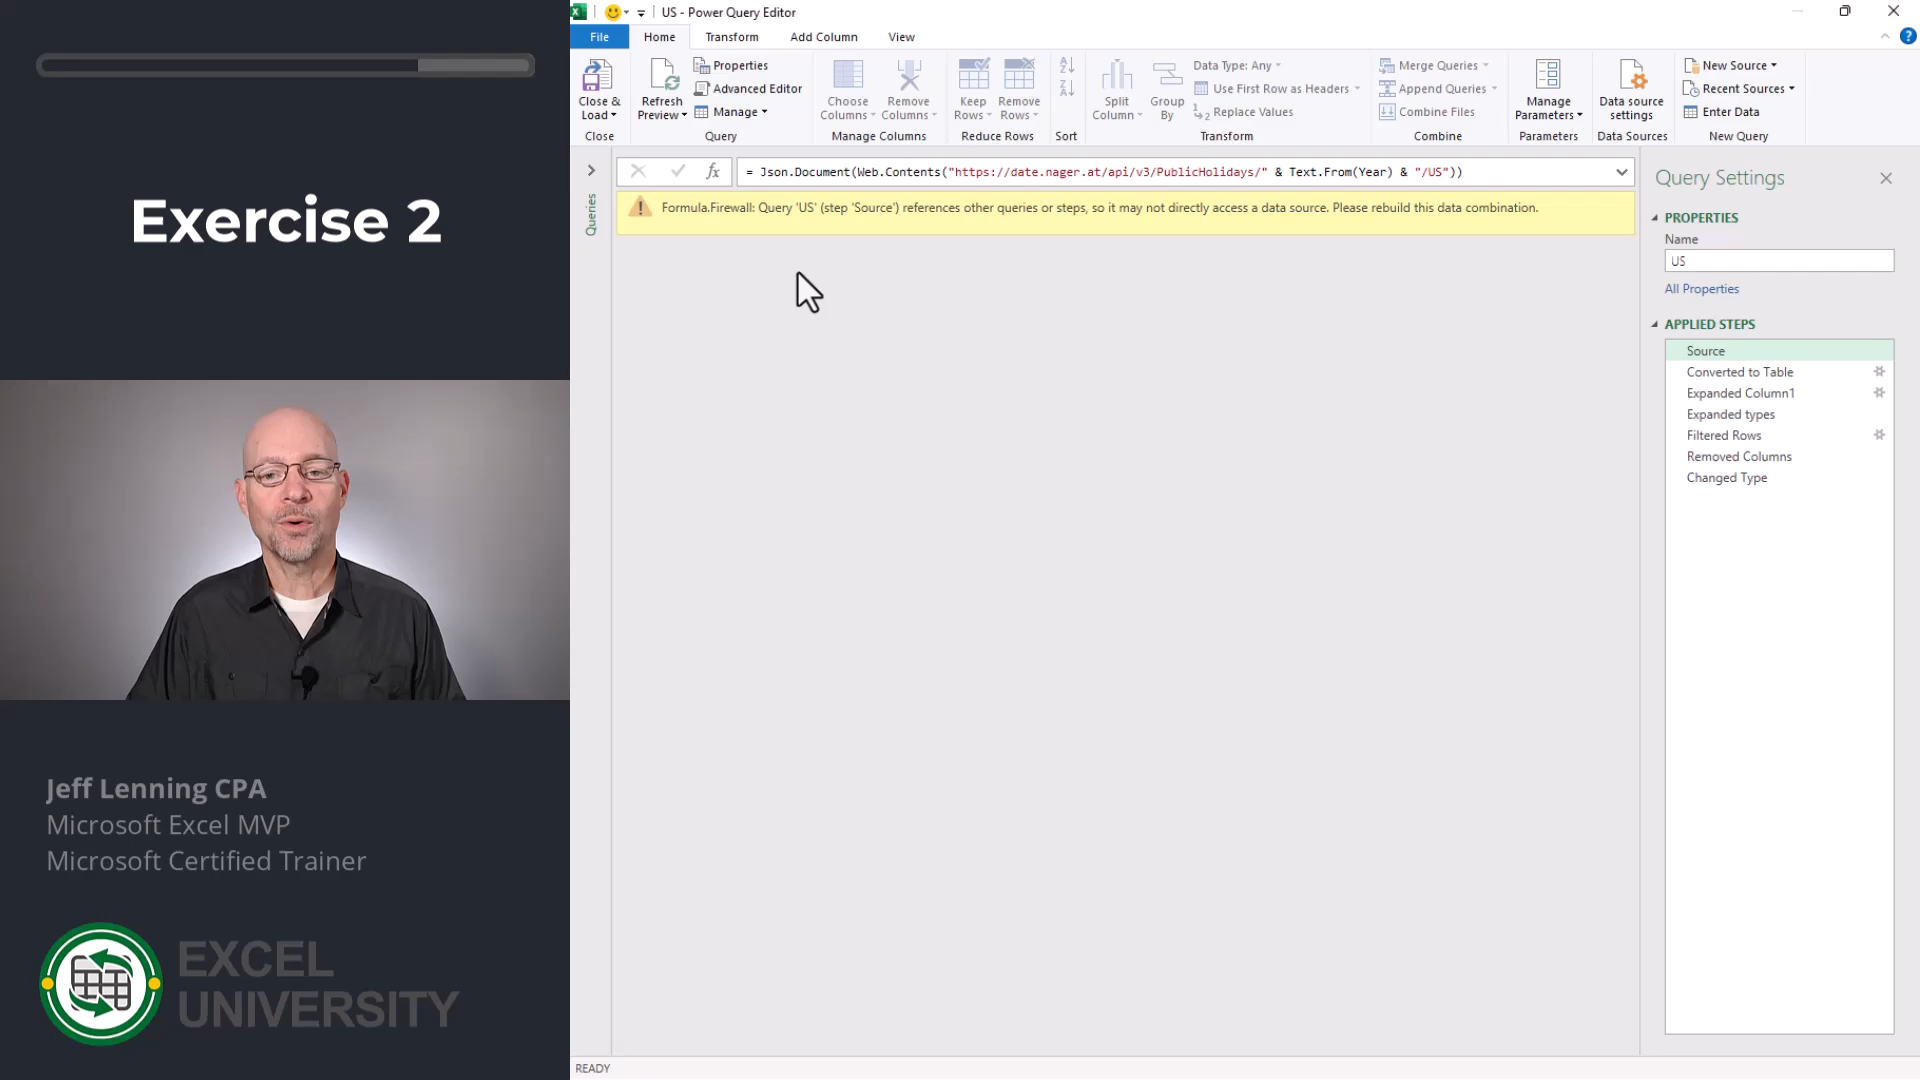 Exercise 2
Jeff Lenning CPA
Microsoft Excel MVP
Microsoft Certified Trainer
EXCEL
UNIVERSITY
US - Power Query Editor
File
Home
Transform
Add Column
View
Close &
Load
Close
Refresh
Preview
Properties
Advanced Editor
Manage
Query
Choose
Columns
Remove
Columns
Manage Columns
Keep
Rows
Remove
Rows
Reduce Rows
Sort
Split
Column
Group
By
Data Type: Any
Use First Row as Headers
Replace Values
Transform
Merge Queries
Append Queries
Combine Files
Combine
Manage
Parameters
Parameters
Data source
settings
Data Sources
New Source
Recent Sources
Enter Data
New Query
Queries
fx
= Json.Document(Web.Contents("https://date.nager.at/api/v3/PublicHolidays/" & Text.From(Year) & "/US"))
Formula.Firewall: Query 'US' (step 'Source') references other queries or steps, so it may not directly access a data source. Please rebuild this data combination.
Query Settings
PROPERTIES
Name
US
All Properties
APPLIED STEPS
Source
Converted to Table
Expanded Column1
Expanded types
Filtered Rows
Removed Columns
Changed Type
READY